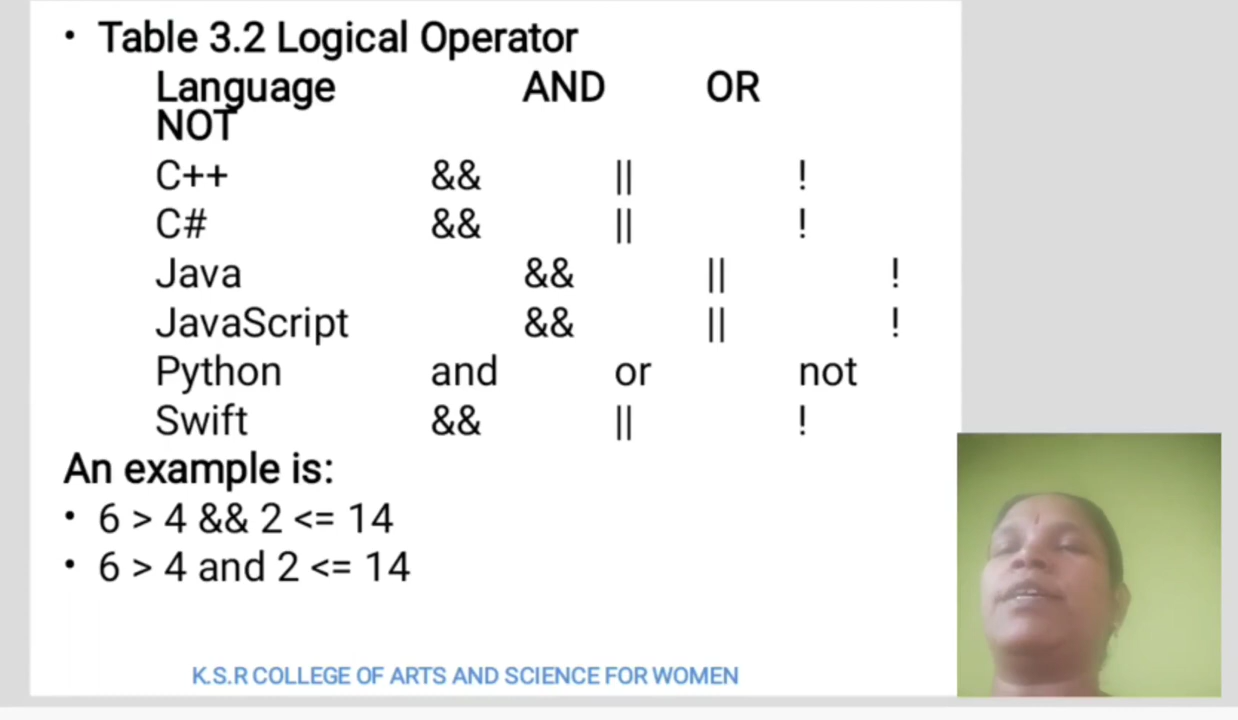 • Table 3.2 Logical Operator
Language AND OR
NOT
C++ && || !
C# && || !
Java && || !
JavaScript && || !
Python and or not
Swift && || !
An example is:
• 6 > 4 && 2 <= 14
• 6 > 4 and 2 <= 14
K.S.R COLLEGE OF ARTS AND SCIENCE FOR WOMEN